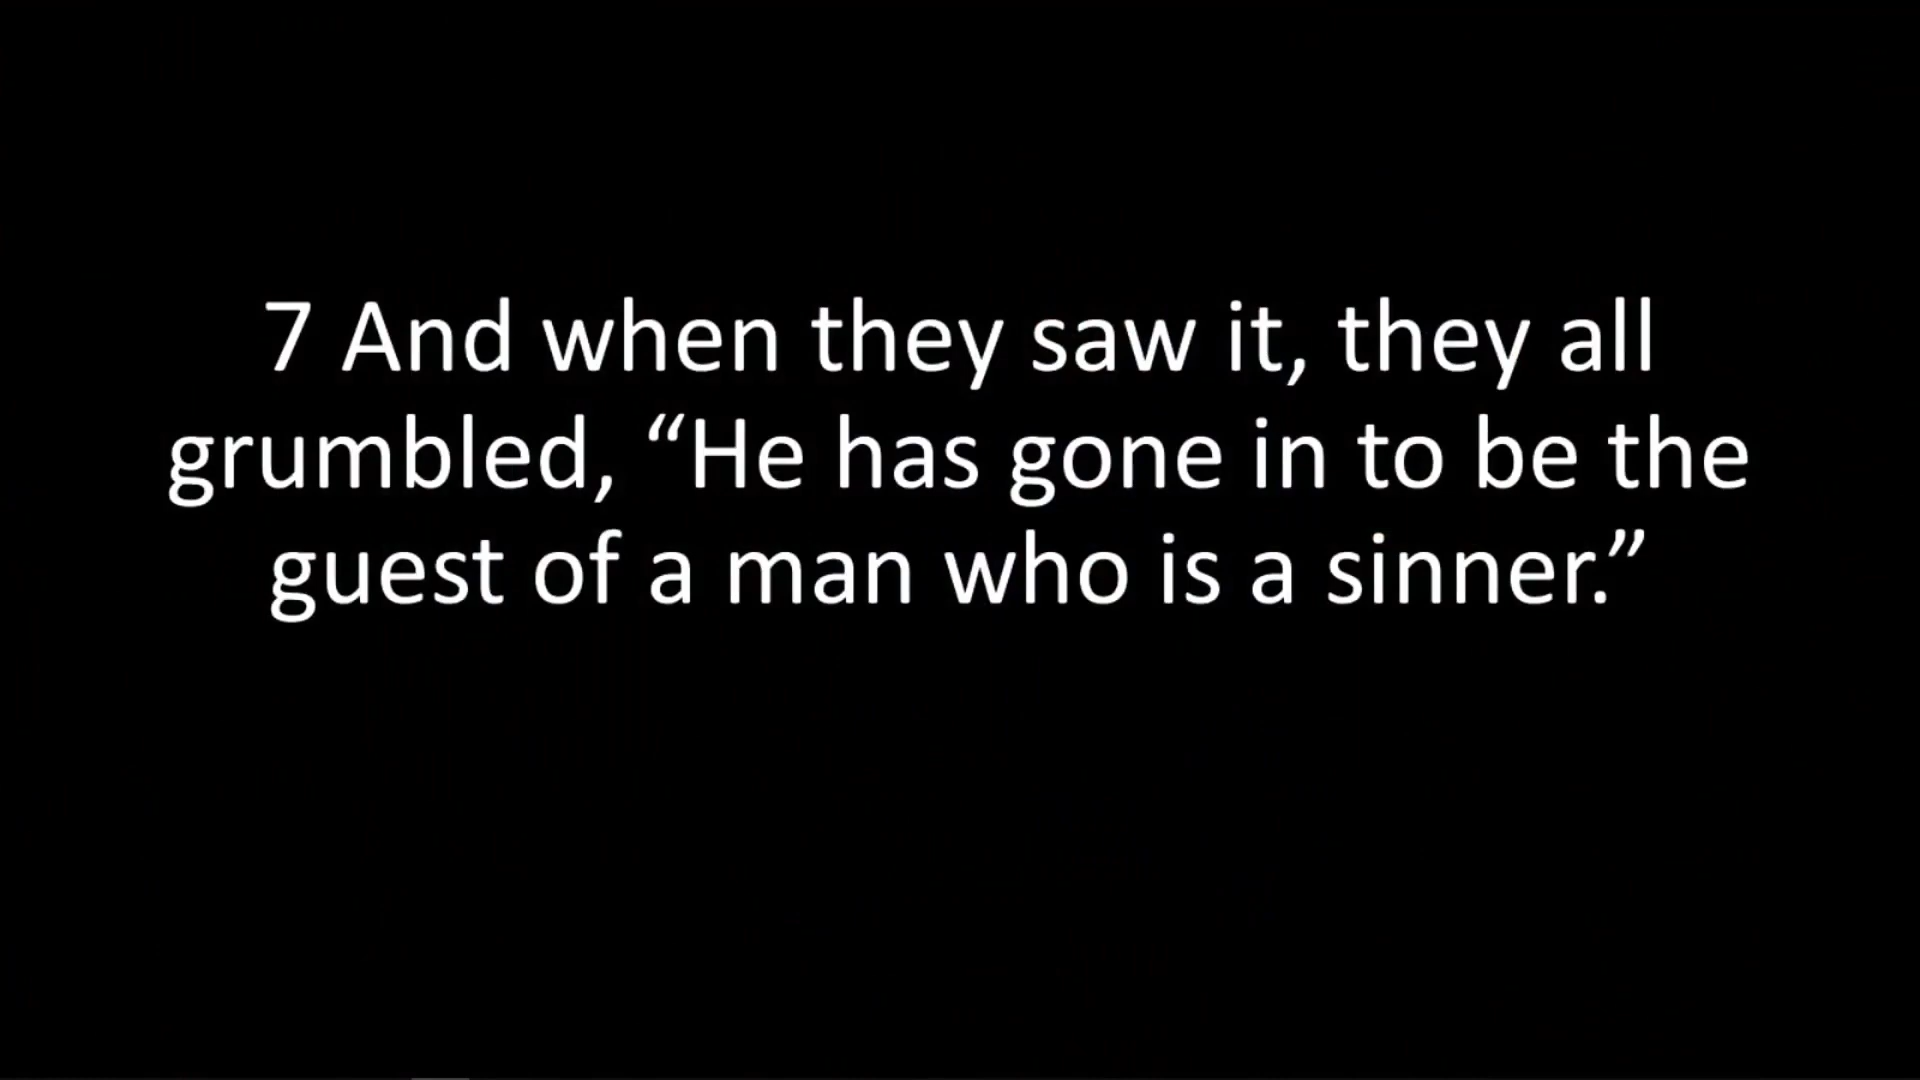 7 And when they saw it, they all
grumbled, “He has gone in to be the
guest of a man who is a sinner.”